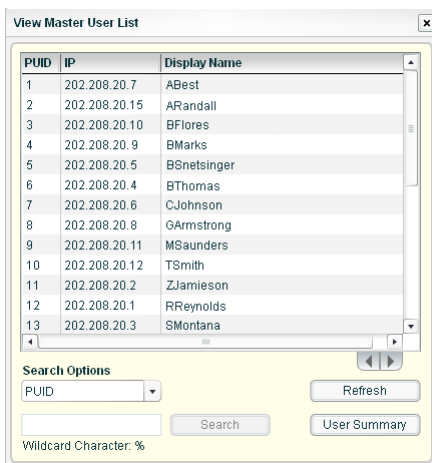 View Master User List
PUID IP Display Name
1 202.208.20.7 ABest
2 202.208.20.15 ARandall
3 202.208.20.10 BFlores
4 202.208.20.9 BMarks
5 202.208.20.5 BSnetsinger
6 202.208.20.4 BThomas
7 202.208.20.6 CJohnson
8 202.208.20.8 GArmstrong
9 202.208.20.11 MSaunders
10 202.208.20.12 TSmith
11 202.208.20.2 ZJamieson
12 202.208.20.1 RReynolds
13 202.208.20.3 SMontana
Search Options
PUID Refresh
Search User Summary
Wildcard Character: %